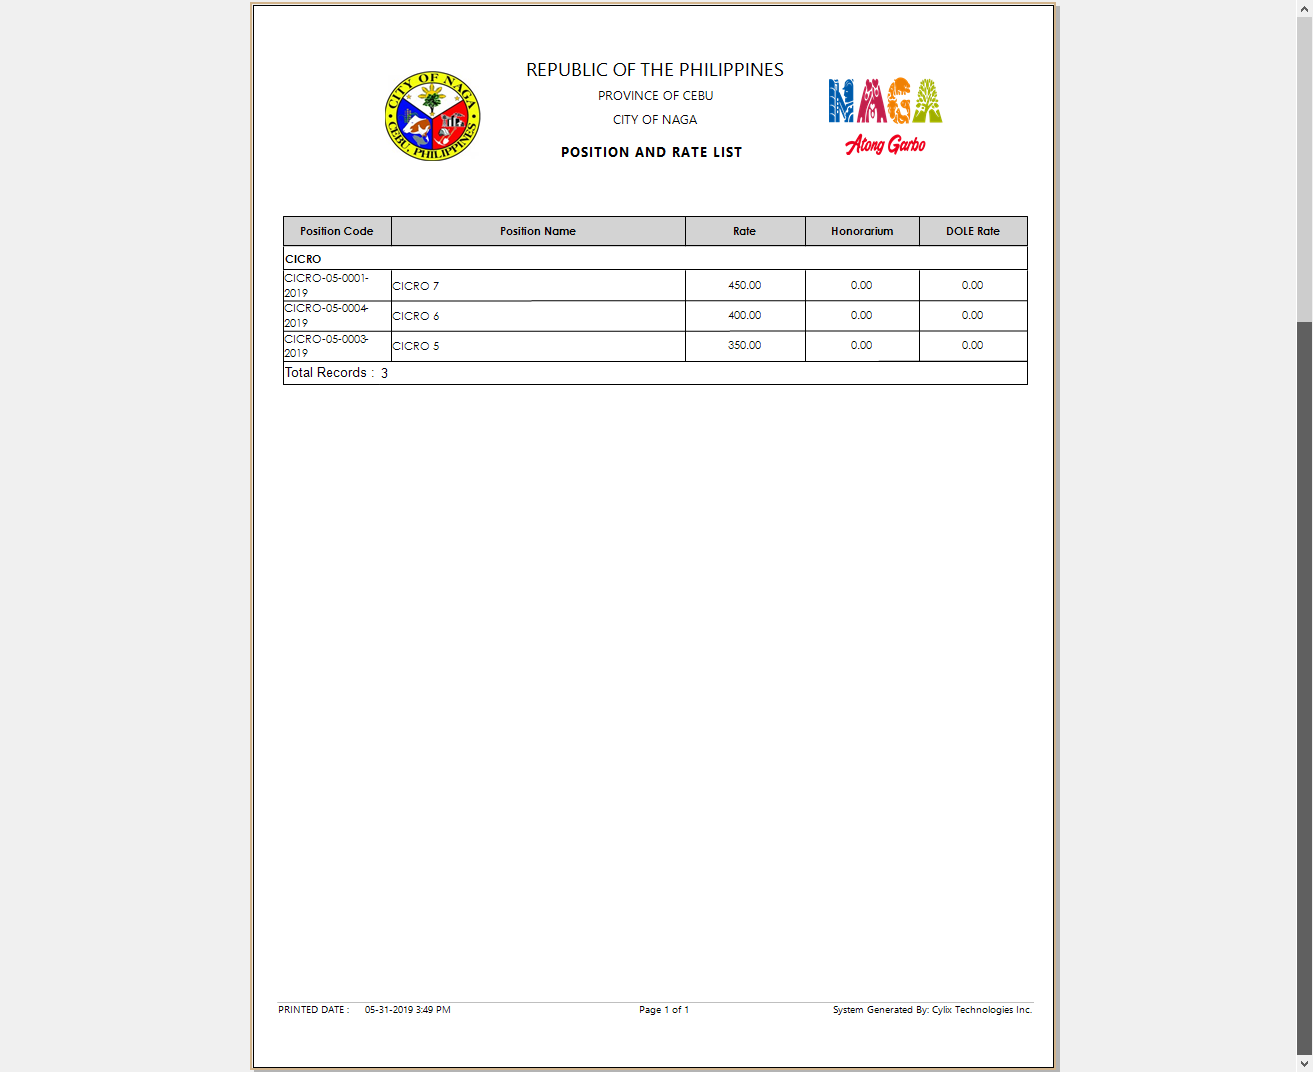 REPUBLIC OF THE PHILIPPINES
PROVINCE OF CEBU
CITY OF NAGA
POSITION AND RATE LIST
CITY OF NAGA
CEBU, PHILIPPINES
NAGA
Atong Garbo
Position Code Position Name Rate Honorarium DOLE Rate
CICRO
CICRO-05-0001-
2019
CICRO 7 450.00 0.00 0.00
CICRO-05-0004-
2019
CICRO 6 400.00 0.00 0.00
CICRO-05-0003-
2019
CICRO 5 350.00 0.00 0.00
Total Records : 3
PRINTED DATE : 05-31-2019 3:49 PM Page 1 of 1 System Generated By: Cylix Technologies Inc.